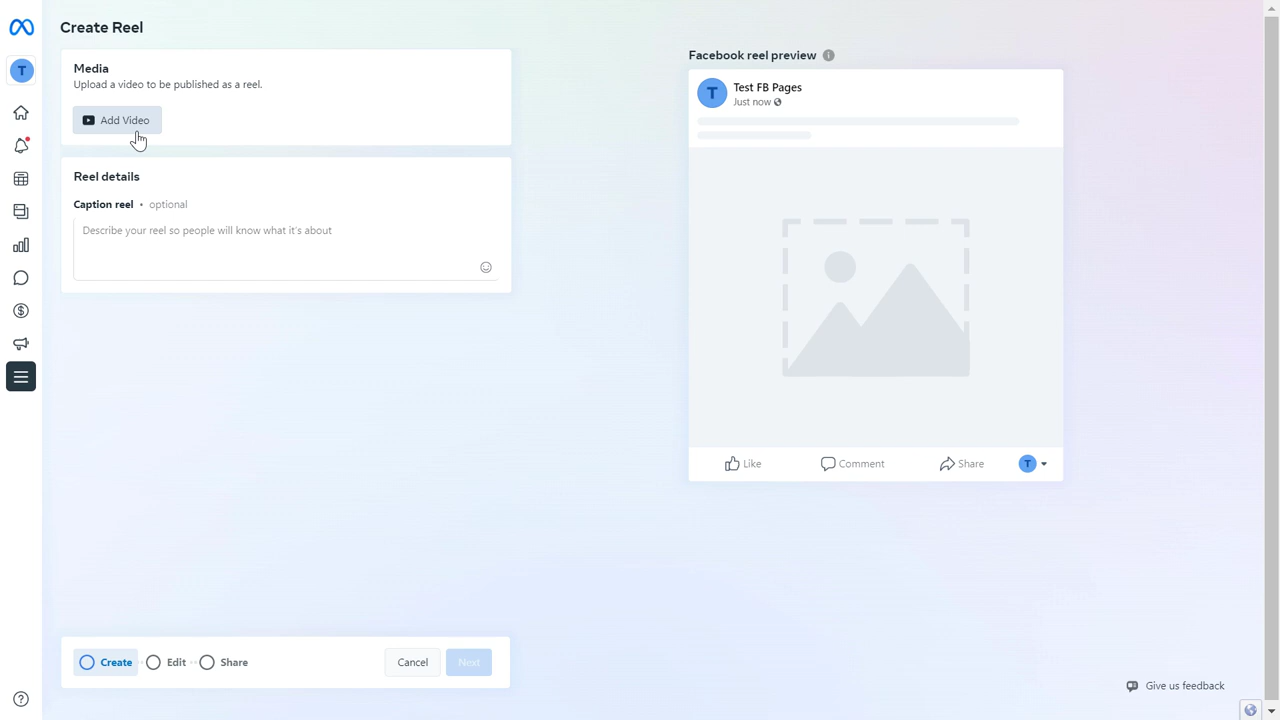 Create Reel
Media
Upload a video to be published as a reel.
Add Video
Reel details
Caption reel • optional
Describe your reel so people will know what it's about
Create
Edit
Share
Cancel
Next
Facebook reel preview
T
Test FB Pages
Just now
Like
Comment
Share
T
T
Give us feedback